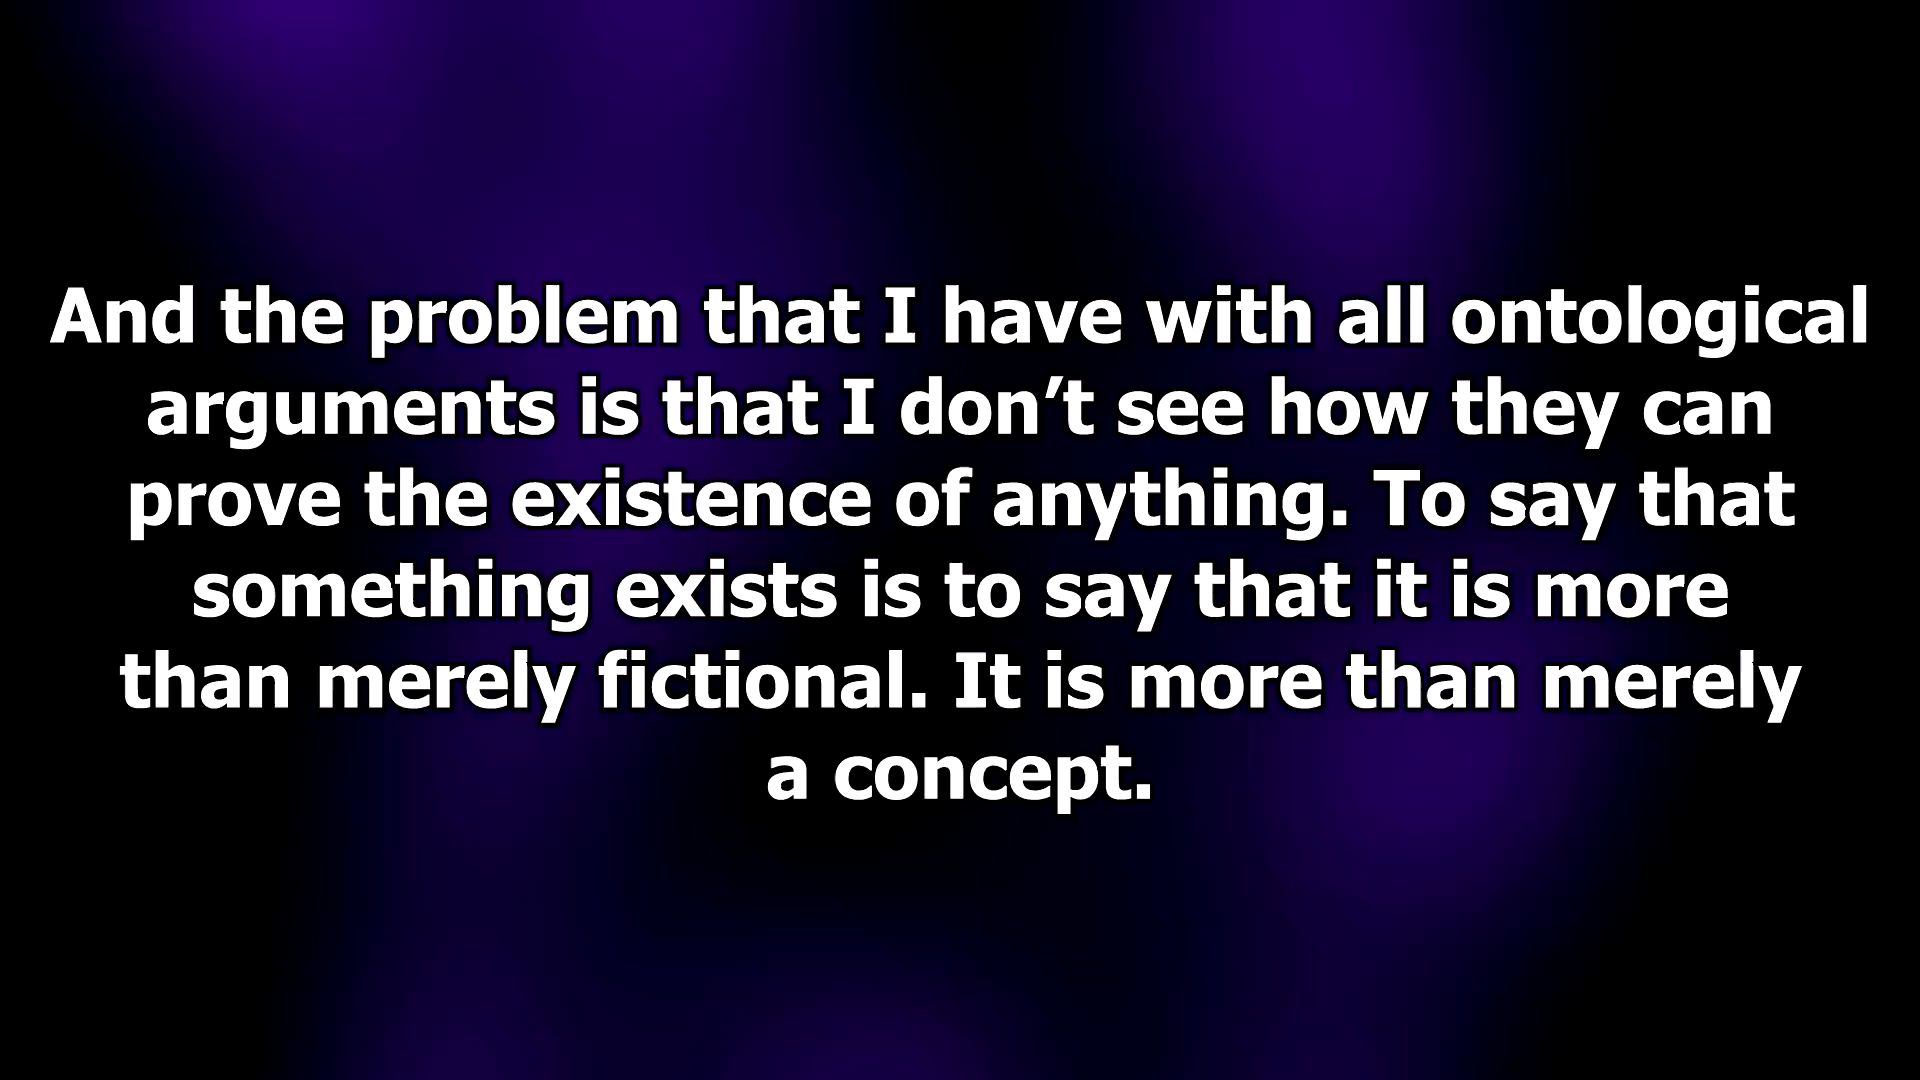 And the problem that I have with all ontological
arguments is that I don’t see how they can
prove the existence of anything. To say that
something exists is to say that it is more
than merely fictional. It is more than merely
a concept.